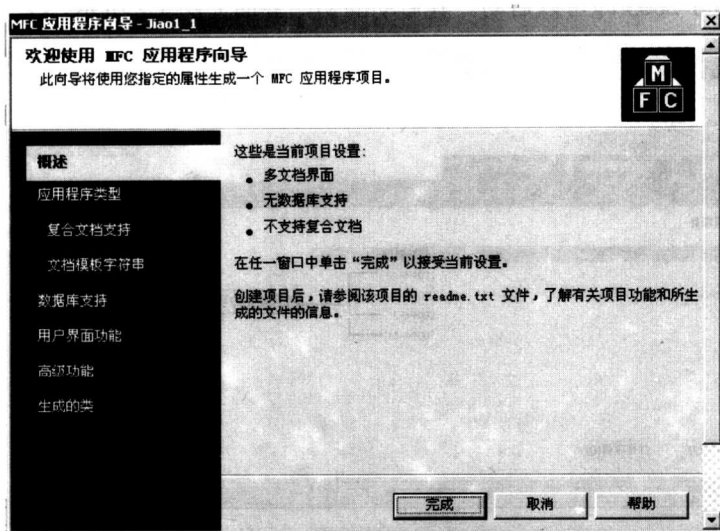 MFC 应用程序向导 - Jiao1_1
欢迎使用 MFC 应用程序向导
此向导将使用您指定的属性生成一个 MFC 应用程序项目。
M
F C
概述
应用程序类型
复合文档支持
文档模板字符串
数据库支持
用户界面功能
高级功能
生成的类
这些是当前项目设置:
多文档界面
无数据库支持
不支持复合文档
在任一窗口中单击“完成”以接受当前设置。
创建项目后,请参阅该项目的 readme.txt 文件,了解有关项目功能和所生
成的文件的信息。
完成 取消 帮助